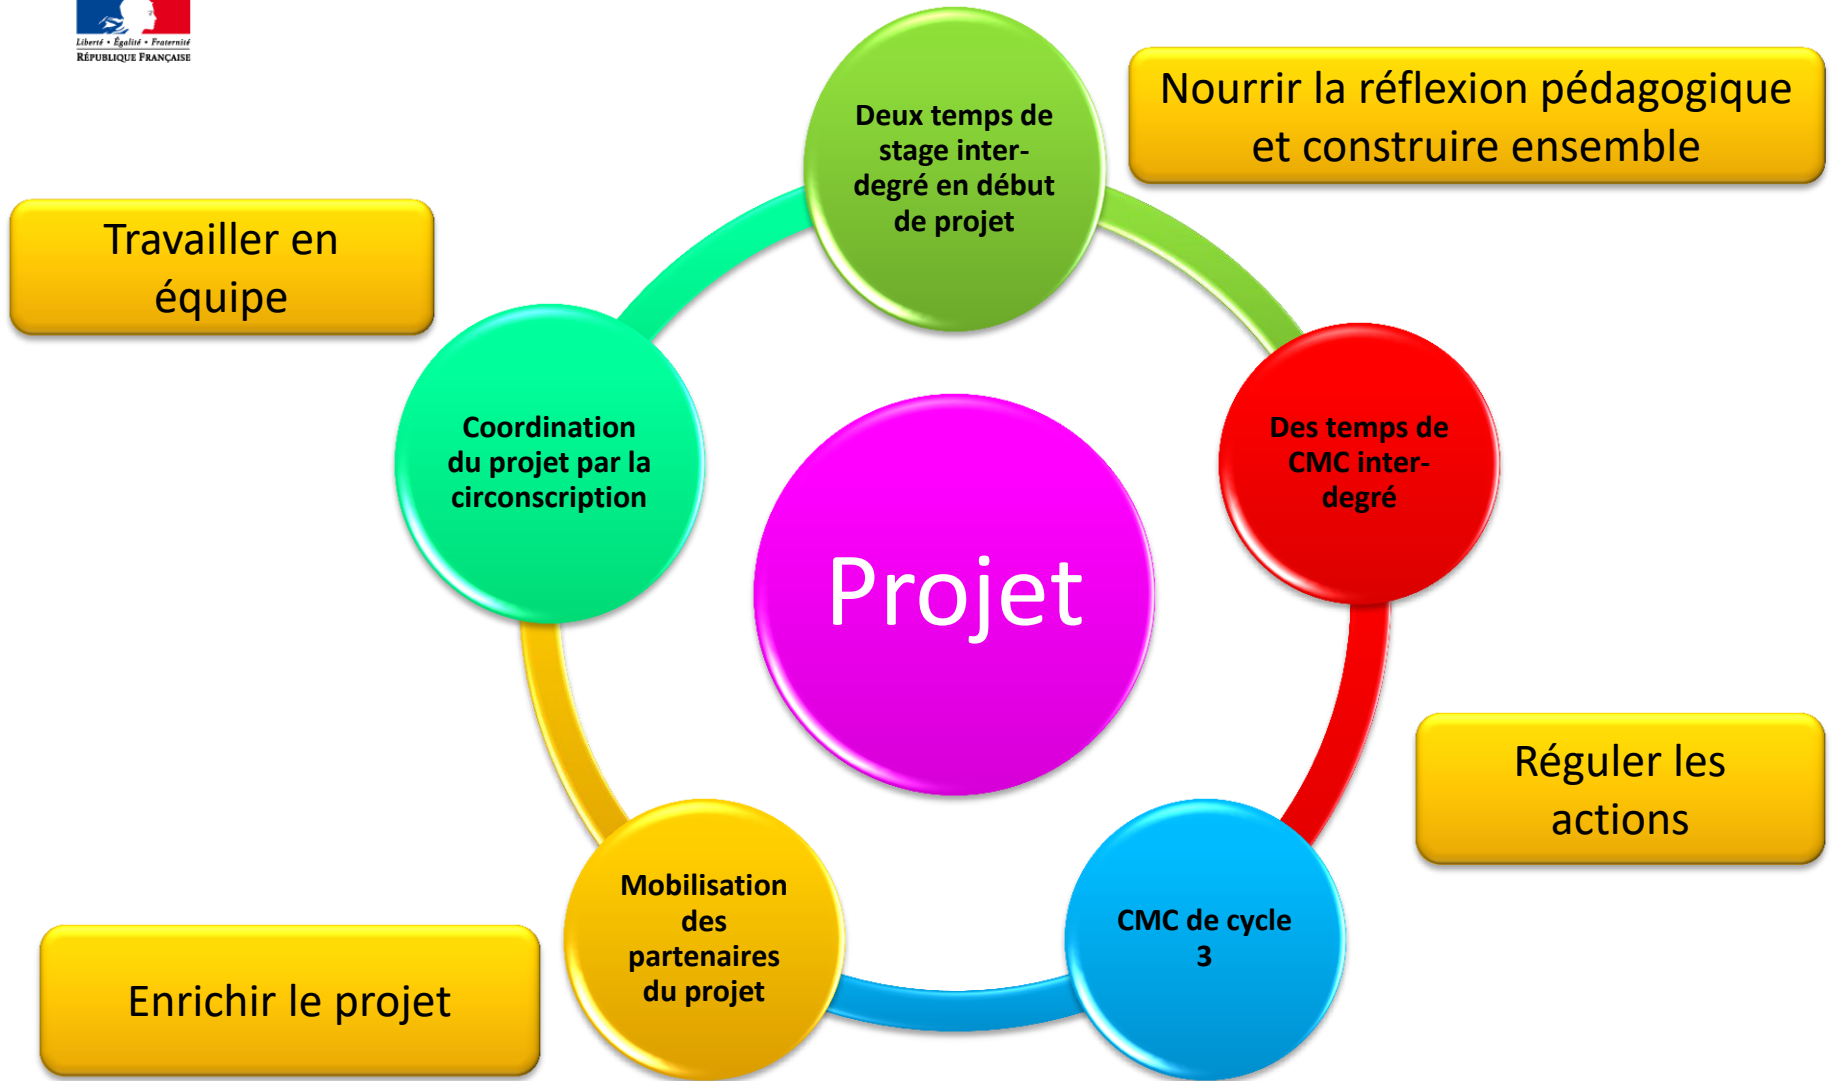 Liberté • Égalité • Fraternité
RÉPUBLIQUE FRANÇAISE
Deux temps de
stage inter-
degré en début
de projet
Nourrir la réflexion pédagogique
et construire ensemble
Travailler en
équipe
Coordination
du projet par la
circonscription
Des temps de
CMC inter-
degré
Projet
Réguler les
actions
Mobilisation
des
partenaires
du projet
CMC de cycle
3
Enrichir le projet